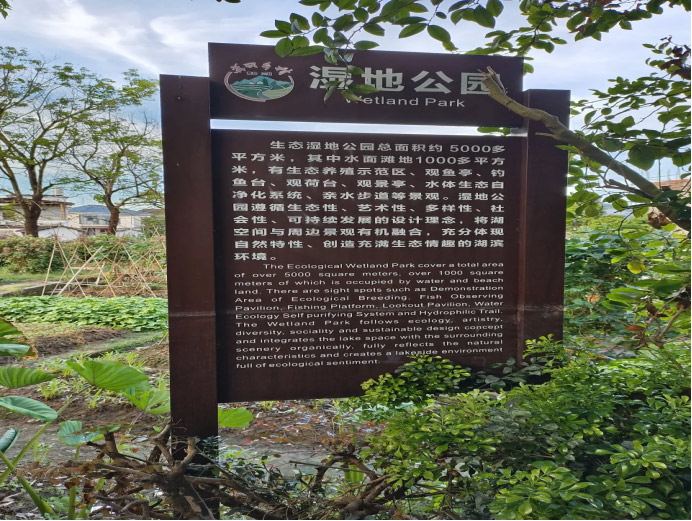 湿地公园
Wetland Park
生态湿地公园总面积约 5000多
平方米，其中水面滩地1000多平方
米，有生态养殖示范区、观鱼亭、钓
鱼台、观荷台、观景亭、水体生态自
净化系统、亲水步道等景观。湿地公
园遵循生态性、艺术性、多样性、社
会性、可持续发展的设计理念，将湖
空间与周边景观有机融合，充分体现
自然特性、创造充满生态情趣的湖滨
环境。
The Ecological Wetland Park cover a total area
of over 5000 square meters, over 1000 square
meters of which is occupied by water and beach
land. There are sight spots such as Demonstration
Area of Ecological Breeding, Fish Observing
Pavilion, Fishing Platform, Lookout Pavilion, Water
Ecology Self purifying System and Hydrophilic Trail.
The Wetland Park follows ecology, artistry,
diversity, sociality and sustainable design concept
and integrates the lake space with the surrounding
scenery organically, fully reflects the natural
characteristics and creates a lakeside environment
full of ecological sentiment.